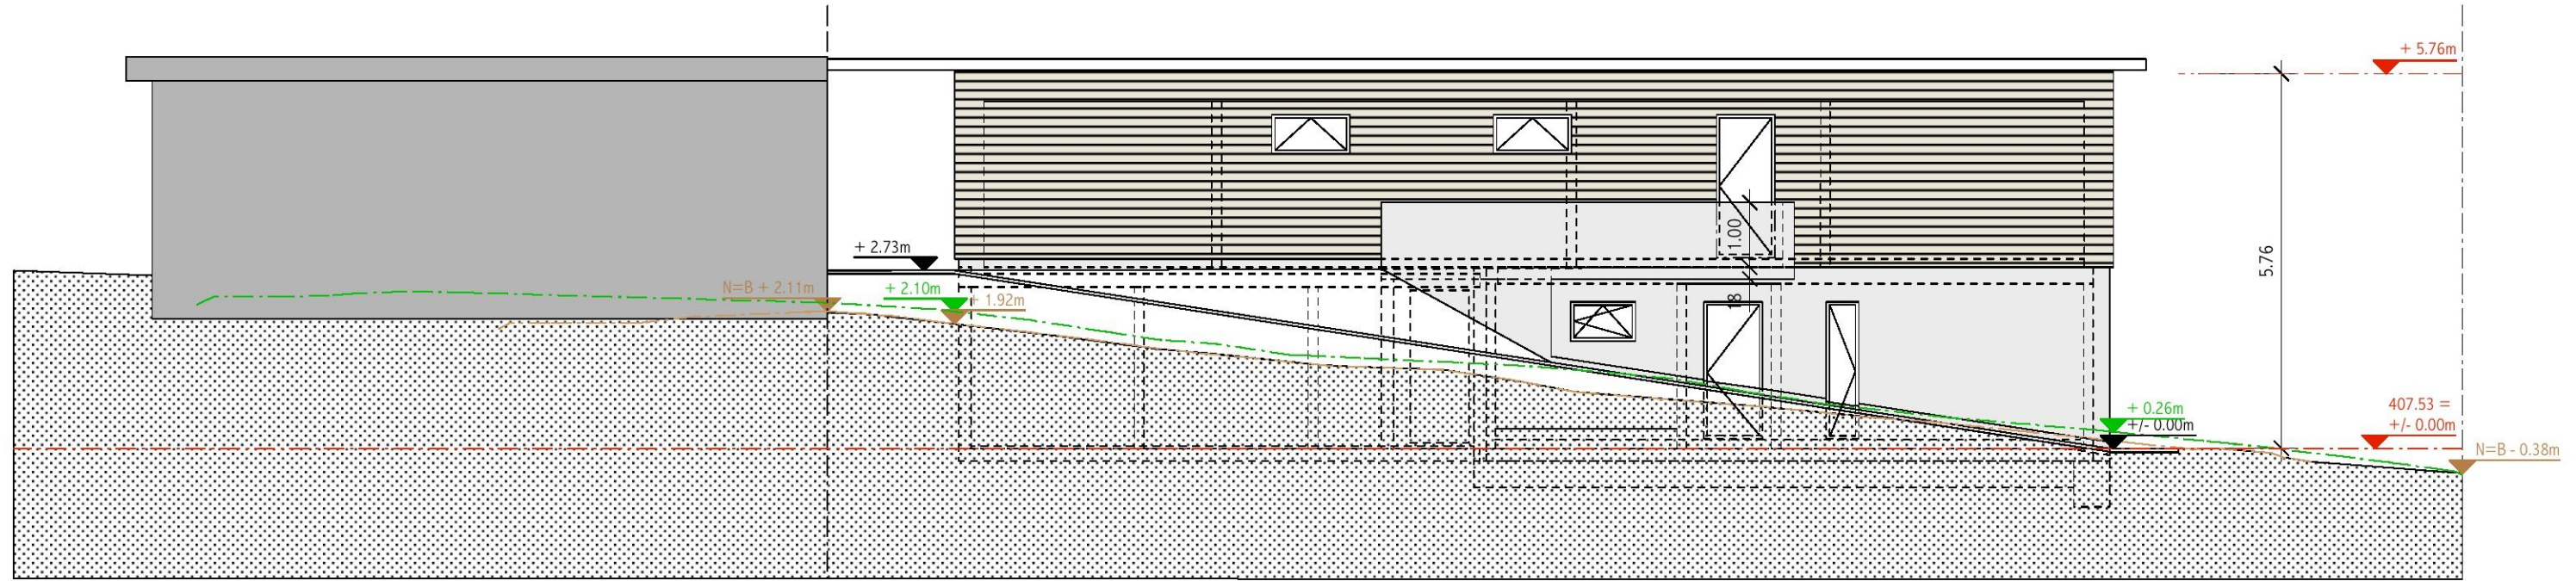 + 5.76m
+ 2.73m
1.00
5.76
N=B + 2.11m
+ 2.10m
+ 1.92m
18
+ 0.26m
+/- 0.00m
407.53 =
+/- 0.00m
N=B - 0.38m